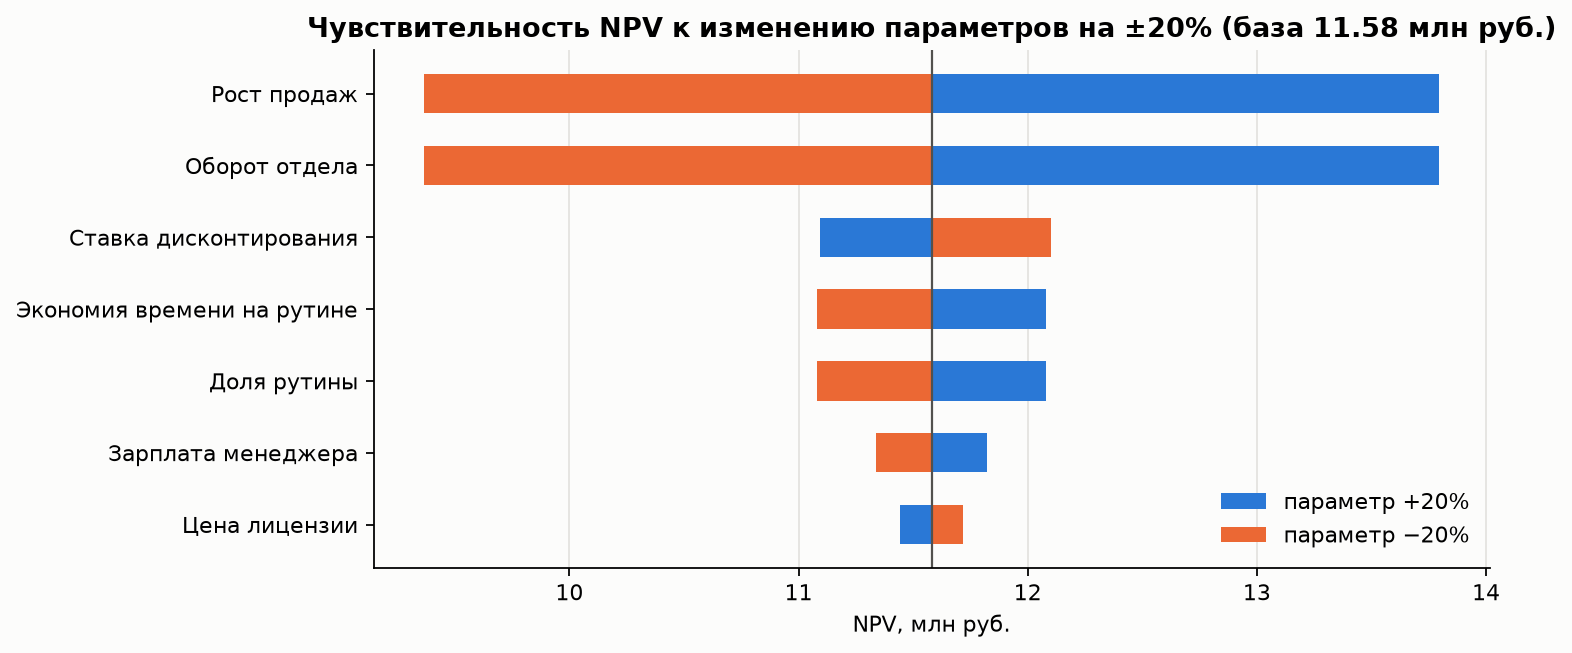 Чувствительность NPV к изменению параметров на ±20% (база 11.58 млн руб.)
Рост продаж
Оборот отдела
Ставка дисконтирования
Экономия времени на рутине
Доля рутины
Зарплата менеджера
Цена лицензии
параметр +20%
параметр −20%
10 11 12 13 14
NPV, млн руб.